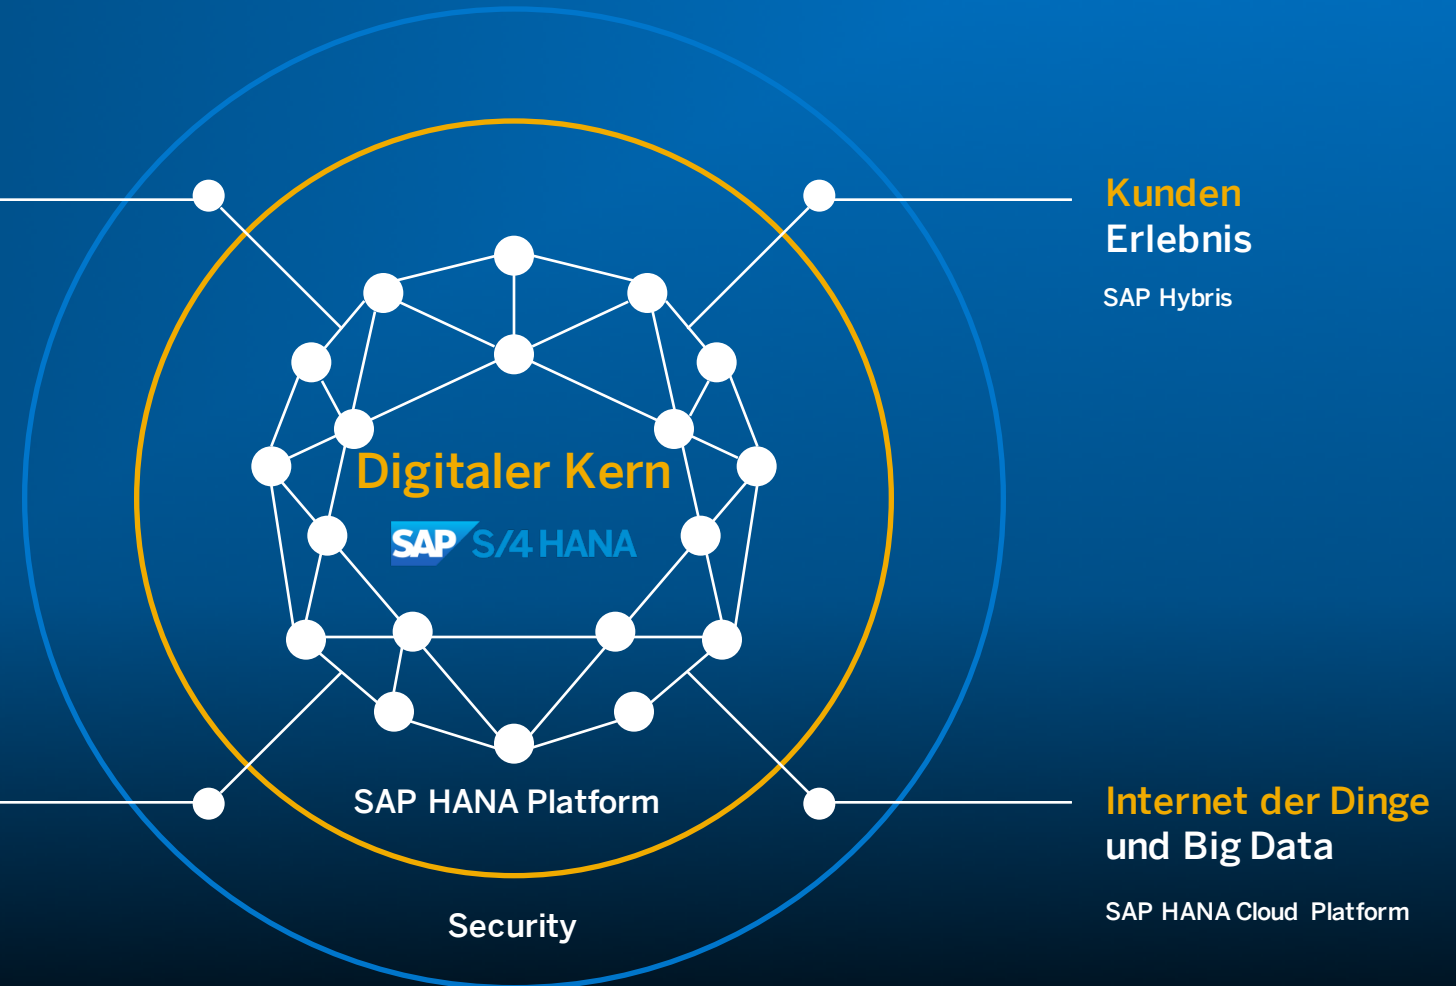 Kunden
Erlebnis
SAP Hybris
Digitaler Kern
SAP S/4 HANA
SAP HANA Platform
Internet der Dinge
und Big Data
SAP HANA Cloud Platform
Security